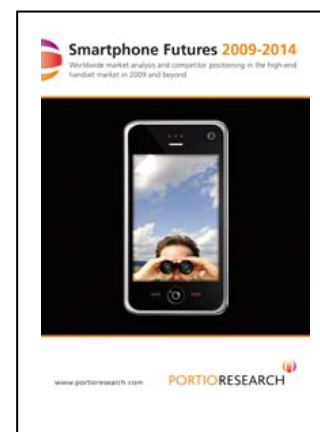 Smartphone Futures 2009-2014
Worldwide market analysis and competitor positioning in the high-end
handset market in 2009 and beyond
www.portioresearch.com
PORTIORESEARCH